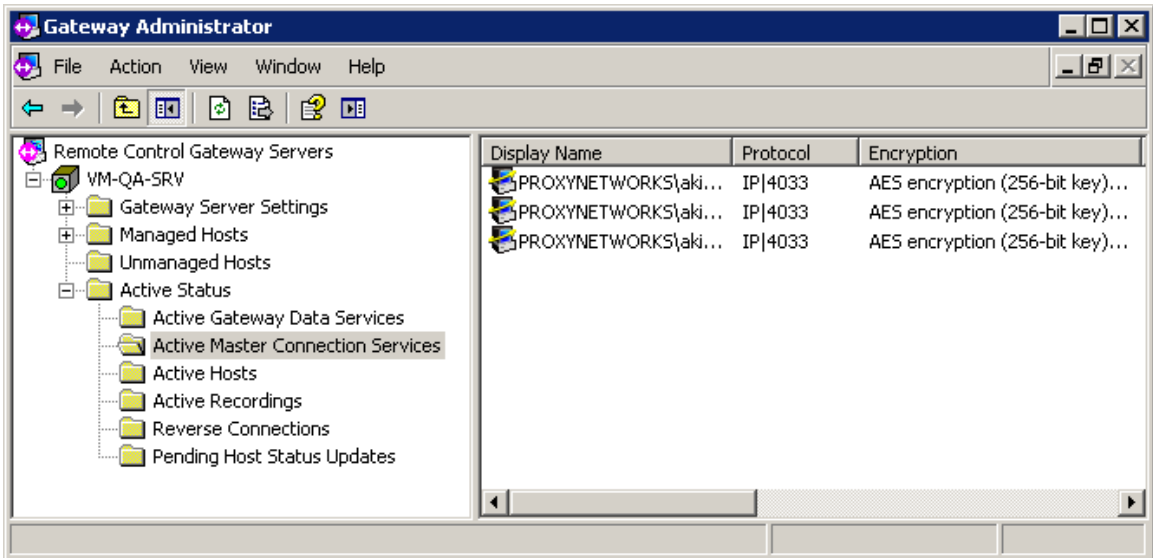 Gateway Administrator
File Action View Window Help
Remote Control Gateway Servers
VM-QA-SRV
Gateway Server Settings
Managed Hosts
Unmanaged Hosts
Active Status
Active Gateway Data Services
Active Master Connection Services
Active Hosts
Active Recordings
Reverse Connections
Pending Host Status Updates
Display Name Protocol Encryption
PROXYNETWORKS\aki... IP|4033 AES encryption (256-bit key)...
PROXYNETWORKS\aki... IP|4033 AES encryption (256-bit key)...
PROXYNETWORKS\aki... IP|4033 AES encryption (256-bit key)...